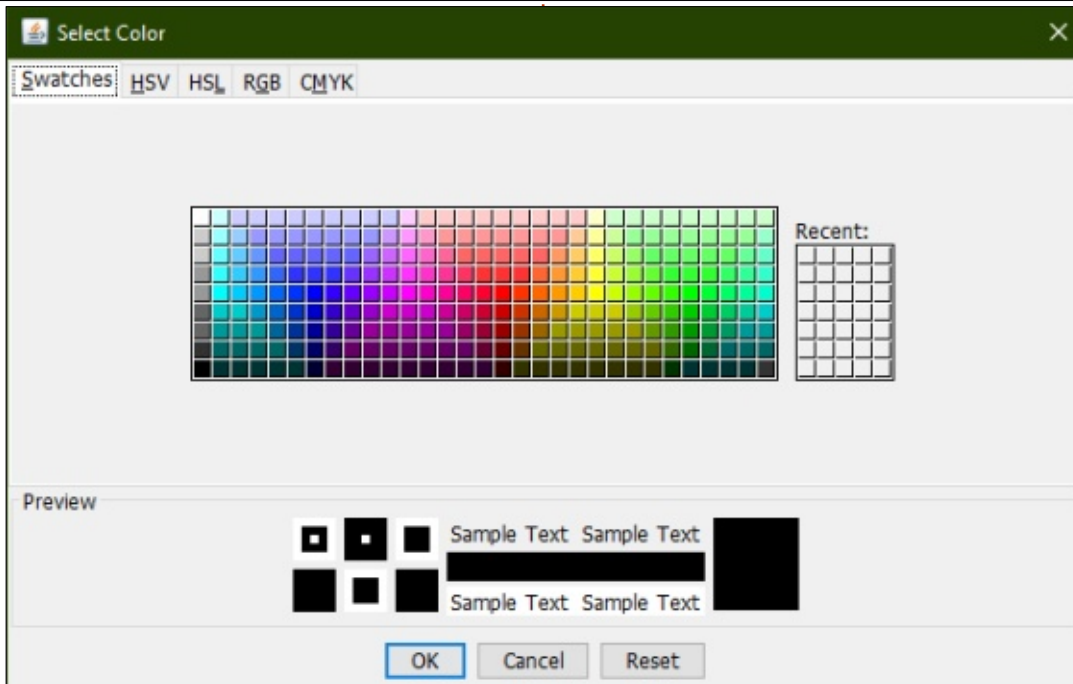 Select Color
Swatches HSV HSL RGB CMYK
Recent:
Preview
Sample Text Sample Text
Sample Text Sample Text
OK Cancel Reset